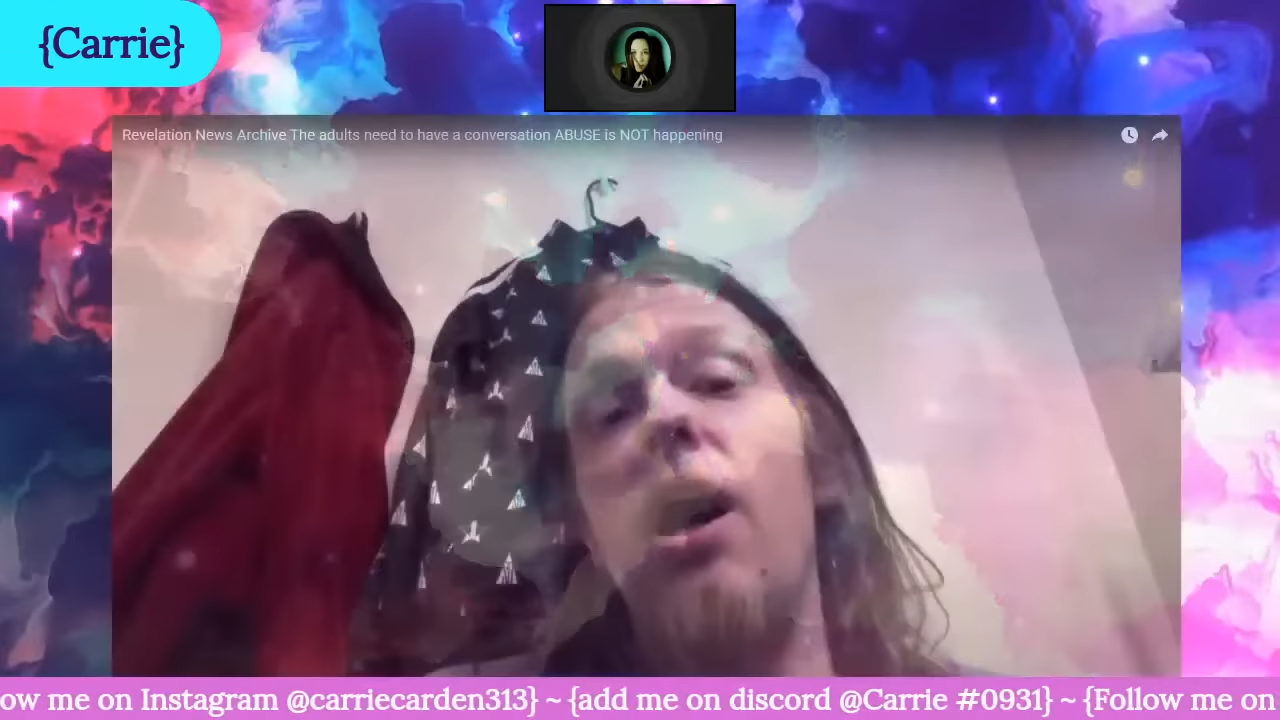 {Carrie}
Revelation News Archive The adults need to have a conversation ABUSE is NOT happening
ow me on Instagram @carriecarden313} ~ {add me on discord @Carrie #0931} ~ {Follow me on